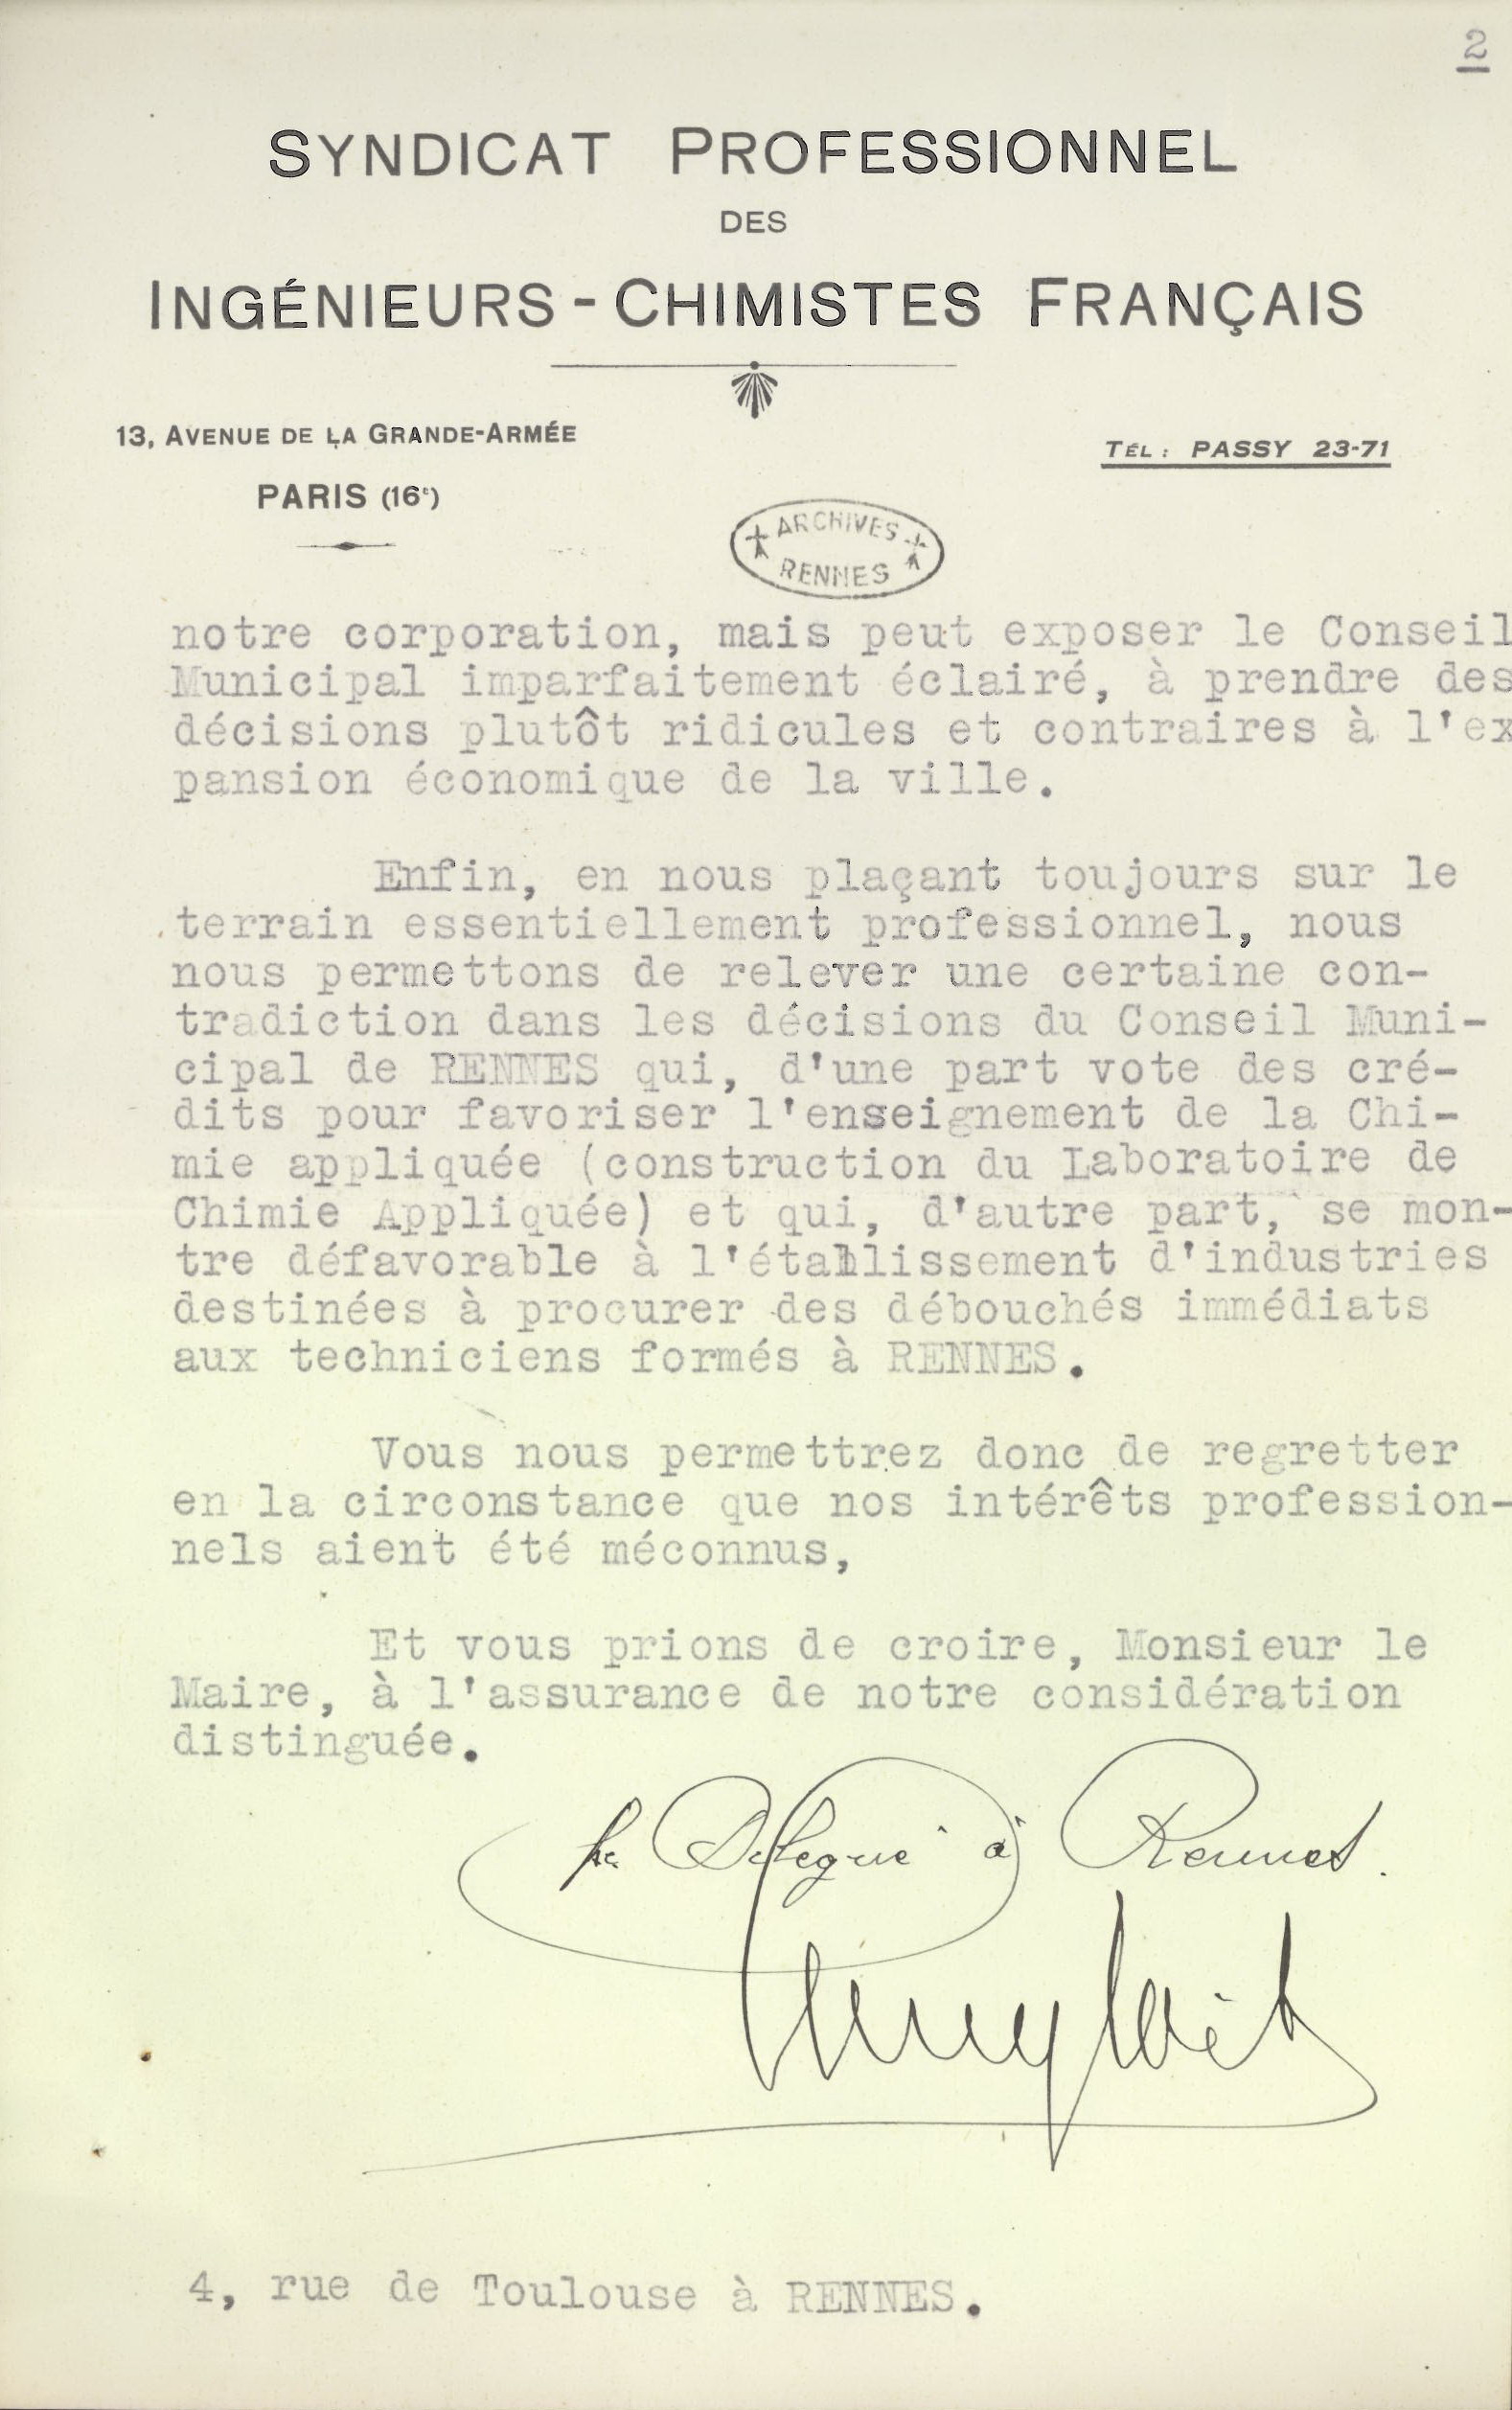 2
SYNDICAT PROFESSIONNEL
DES
INGÉNIEURS-CHIMISTES FRANÇAIS
13, AVENUE DE LA GRANDE-ARMÉE
TÉL: PASSY 23-71
PARIS (16e)
ARCHIVES
RENNES
notre corporation, mais peut exposer le Conseil
Municipal imparfaitement éclairé, à prendre des
décisions plutôt ridicules et contraires à l'ex
pansion économique de la ville.
Enfin, en nous plaçant toujours sur le
terrain essentiellement professionnel, nous
nous permettons de relever une certaine con-
tradiction dans les décisions du Conseil Muni-
cipal de RENNES qui, d'une part vote des cré-
dits pour favoriser l'enseignement de la Chi-
mie appliquée (construction du Laboratoire de
Chimie Appliquée) et qui, d'autre part, se mon-
tre défavorable à l'établissement d'industries
destinées à procurer des débouchés immédiats
aux techniciens formés à RENNES.
Vous nous permettrez donc de regretter
en la circonstance que nos intérêts profession-
nels aient été méconnus,
Et vous prions de croire, Monsieur le
Maire, à l'assurance de notre considération
distinguée.
Le Délégué à Rennes.
4, rue de Toulouse à RENNES.